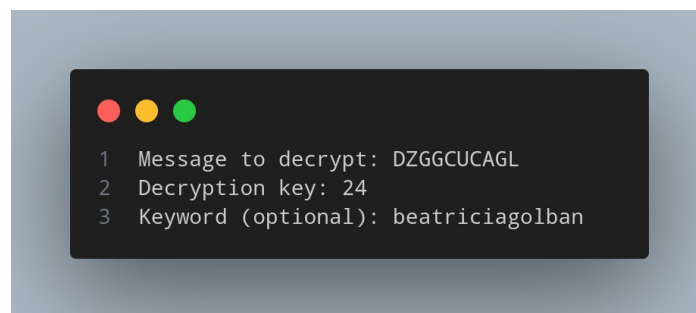 1 Message to decrypt: DZGGCUCAGL
2 Decryption key: 24
3 Keyword (optional): beatriciagolban